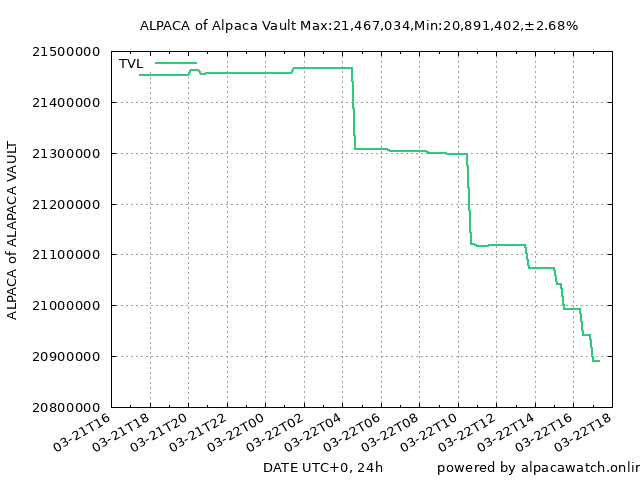 ALPACA of Alpaca Vault Max:21,467,034,Min:20,891,402,±2.68%
TVL
21500000
21400000
21300000
21200000
21100000
21000000
20900000
20800000
ALPACA of ALAPACA VAULT
03-21T16
03-21T18
03-21T20
03-21T22
03-22T00
03-22T02
03-22T04
03-22T06
03-22T08
03-22T10
03-22T12
03-22T14
03-22T16
03-22T18
DATE UTC+0, 24h
powered by alpacawatch.onlin